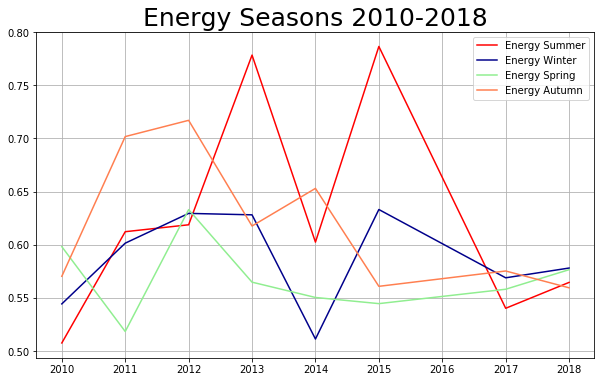 Energy Seasons 2010-2018
Energy Summer
Energy Winter
Energy Spring
Energy Autumn
0.80
0.75
0.70
0.65
0.60
0.55
0.50
2010 2011 2012 2013 2014 2015 2016 2017 2018